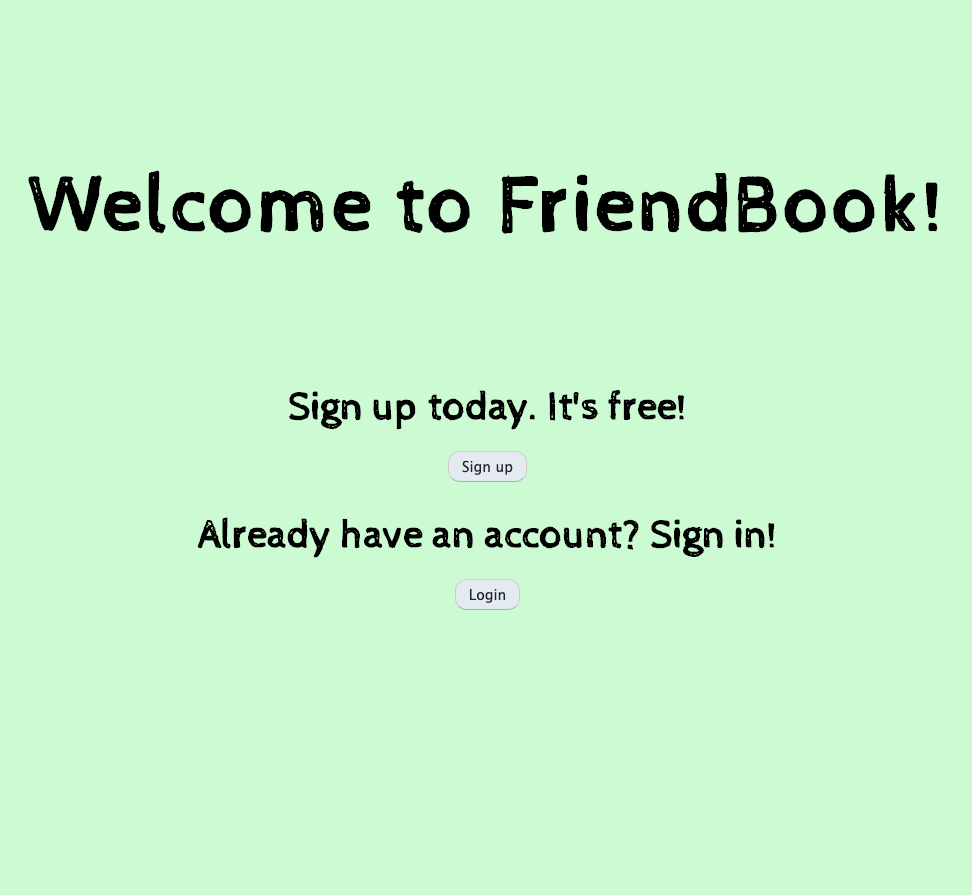 Welcome to FriendBook!
Sign up today. It's free!
Sign up
Already have an account? Sign in!
Login